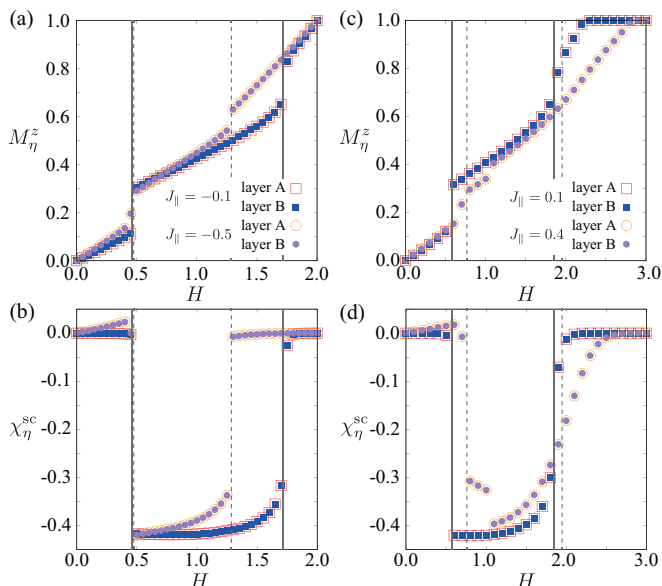 (a)
1.0
0.8
0.6
0.4
0.2
0.0
M_η^z
0.0 0.5 1.0 1.5 2.0
H
layer A
J_∥ = −0.1
layer B
layer A
J_∥ = −0.5
layer B
(c)
1.0
0.8
0.6
0.4
0.2
0.0
M_η^z
0.0 1.0 2.0 3.0
H
layer A
J_∥ = 0.1
layer B
layer A
J_∥ = 0.4
layer B
(b)
0.0
-0.1
-0.2
-0.3
-0.4
χ_η^sc
0.0 0.5 1.0 1.5 2.0
H
(d)
0.0
-0.1
-0.2
-0.3
-0.4
χ_η^sc
0.0 1.0 2.0 3.0
H